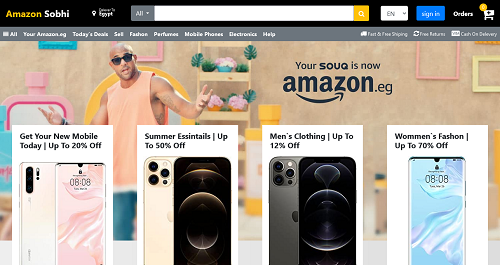 Amazon Sobhi
Deliver To
Egypt
All
EN
sign in
Orders
0
All Your Amazon.eg Today's Deals Sell Fashon Perfumes Mobile Phones Electronics Help
Fast & Free Shipping Free Returns Cash On Delivery
Your SOUQ is now
amazon.eg
Get Your New Mobile
Today | Up To 20% Off
Summer Essintails | Up
To 50% Off
Men's Clothing | Up To
12% Off
Women's Fashon | Up
To 70% Off
08:08
08:08